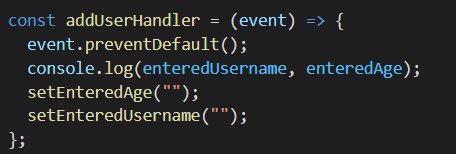 const addUserHandler = (event) => {
  event.preventDefault();
  console.log(enteredUsername, enteredAge);
  setEnteredAge("");
  setEnteredUsername("");
};